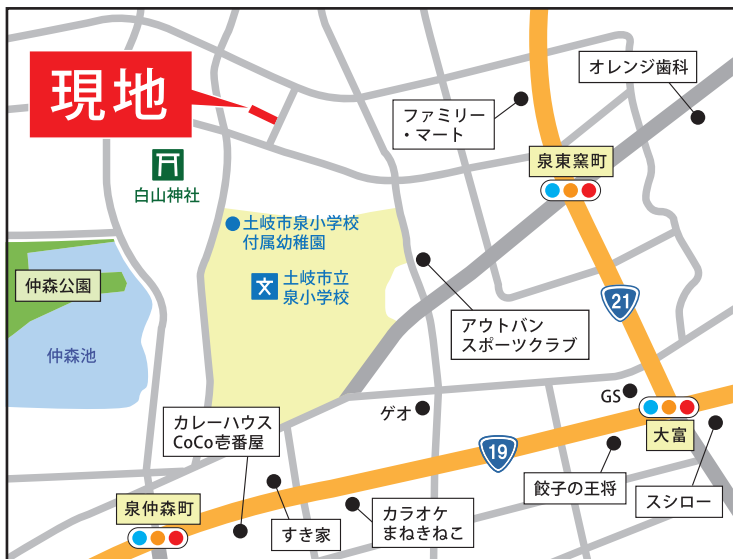 現地
オレンジ歯科
ファミリー
・マート
泉東窯町
白山神社
土岐市泉小学校
付属幼稚園
文
土岐市立
泉小学校
仲森公園
21
仲森池
アウトバン
スポーツクラブ
GS
ゲオ
カレーハウス
CoCo壱番屋
大富
19
餃子の王将
スシロー
泉仲森町
すき家
カラオケ
まねきねこ